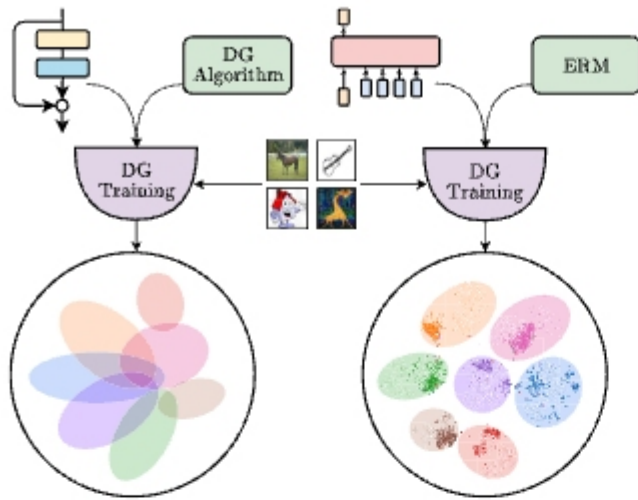 DG
Algorithm
ERM
DG
Training
DG
Training